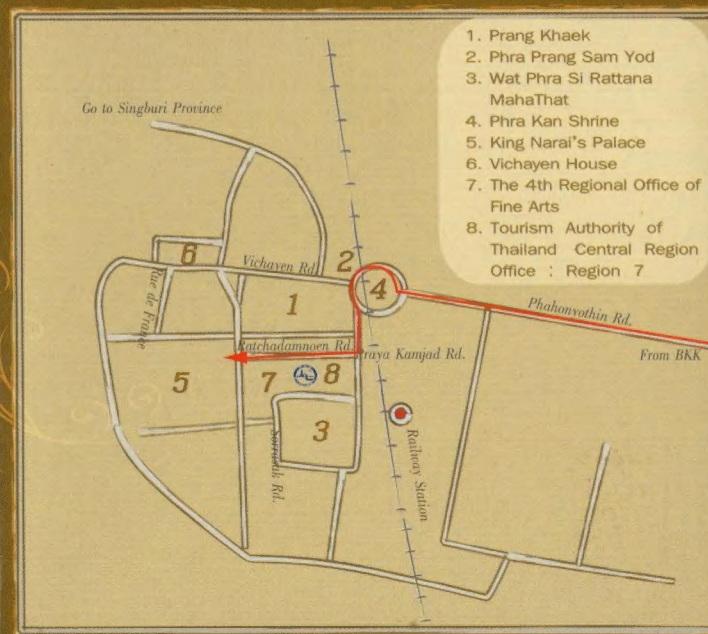 1. Prang Khaek
2. Phra Prang Sam Yod
3. Wat Phra Si Rattana
MahaThat
4. Phra Kan Shrine
5. King Narai's Palace
6. Vichayen House
7. The 4th Regional Office of
Fine Arts
8. Tourism Authority of
Thailand Central Region
Office : Region 7
Go to Singburi Province
6
Vichayen Rd.
2
4
Rue de France
1
Phahonyothin Rd.
Ratchadamnoen Rd.
Praya Kamjad Rd.
From BKK
5
7
8
3
Sorrasak Rd.
Railway Station